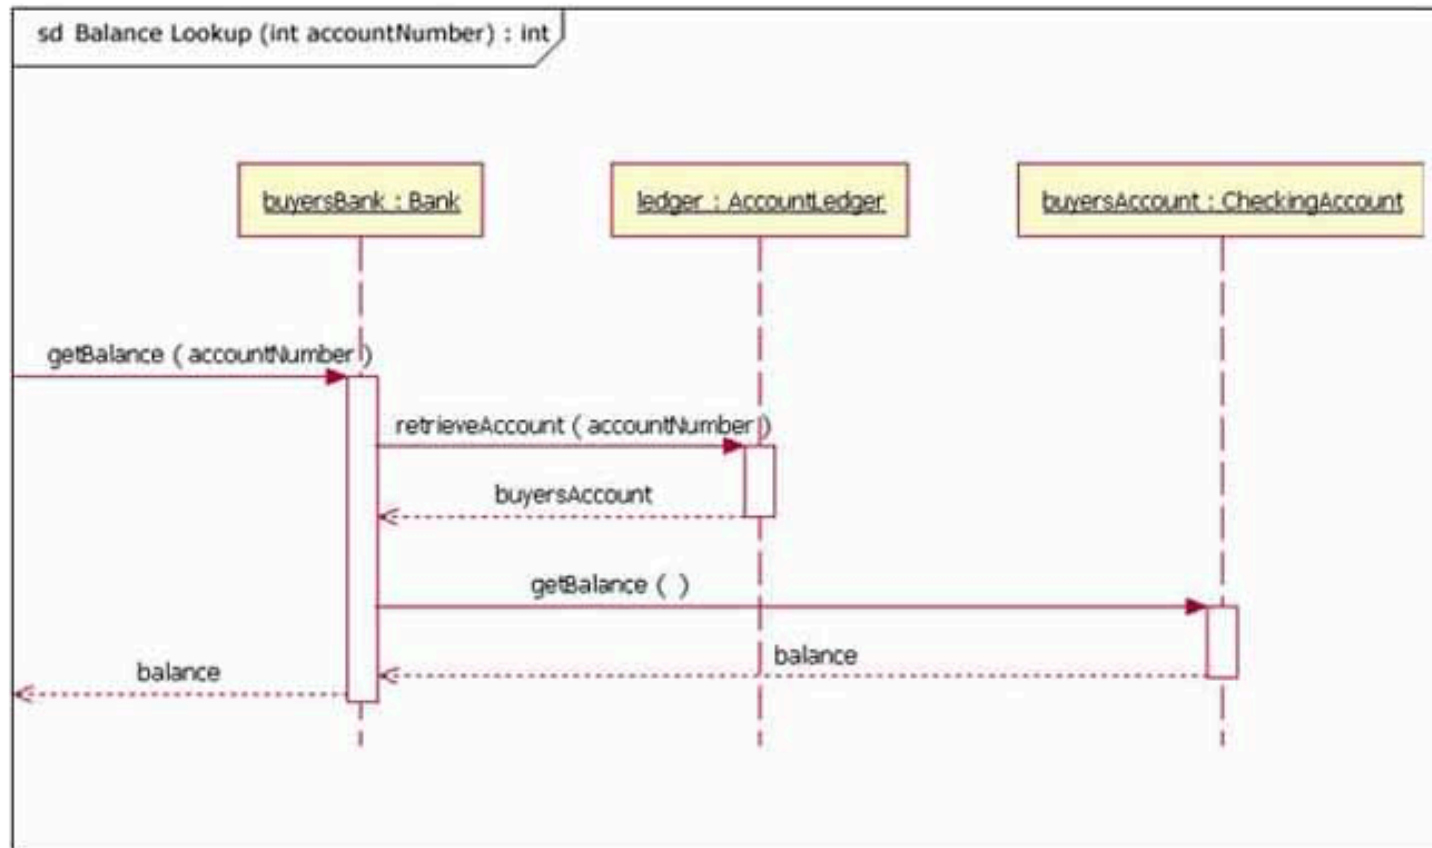 sd Balance Lookup (int accountNumber) : int
buyersBank : Bank
ledger : AccountLedger
buyersAccount : CheckingAccount
getBalance ( accountNumber )
retrieveAccount ( accountNumber )
buyersAccount
getBalance ( )
balance
balance